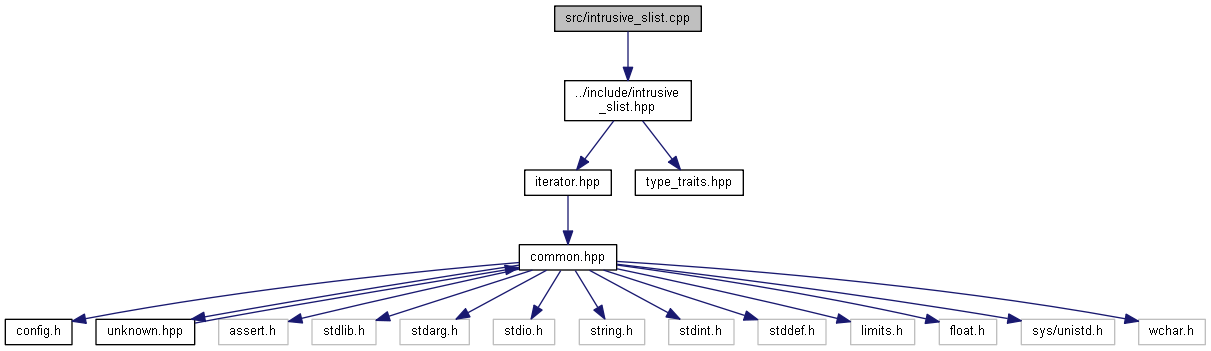 src/intrusive_slist.cpp
../include/intrusive
_slist.hpp
iterator.hpp
type_traits.hpp
common.hpp
config.h
unknown.hpp
assert.h
stdlib.h
stdarg.h
stdio.h
string.h
stdint.h
stddef.h
limits.h
float.h
sys/unistd.h
wchar.h